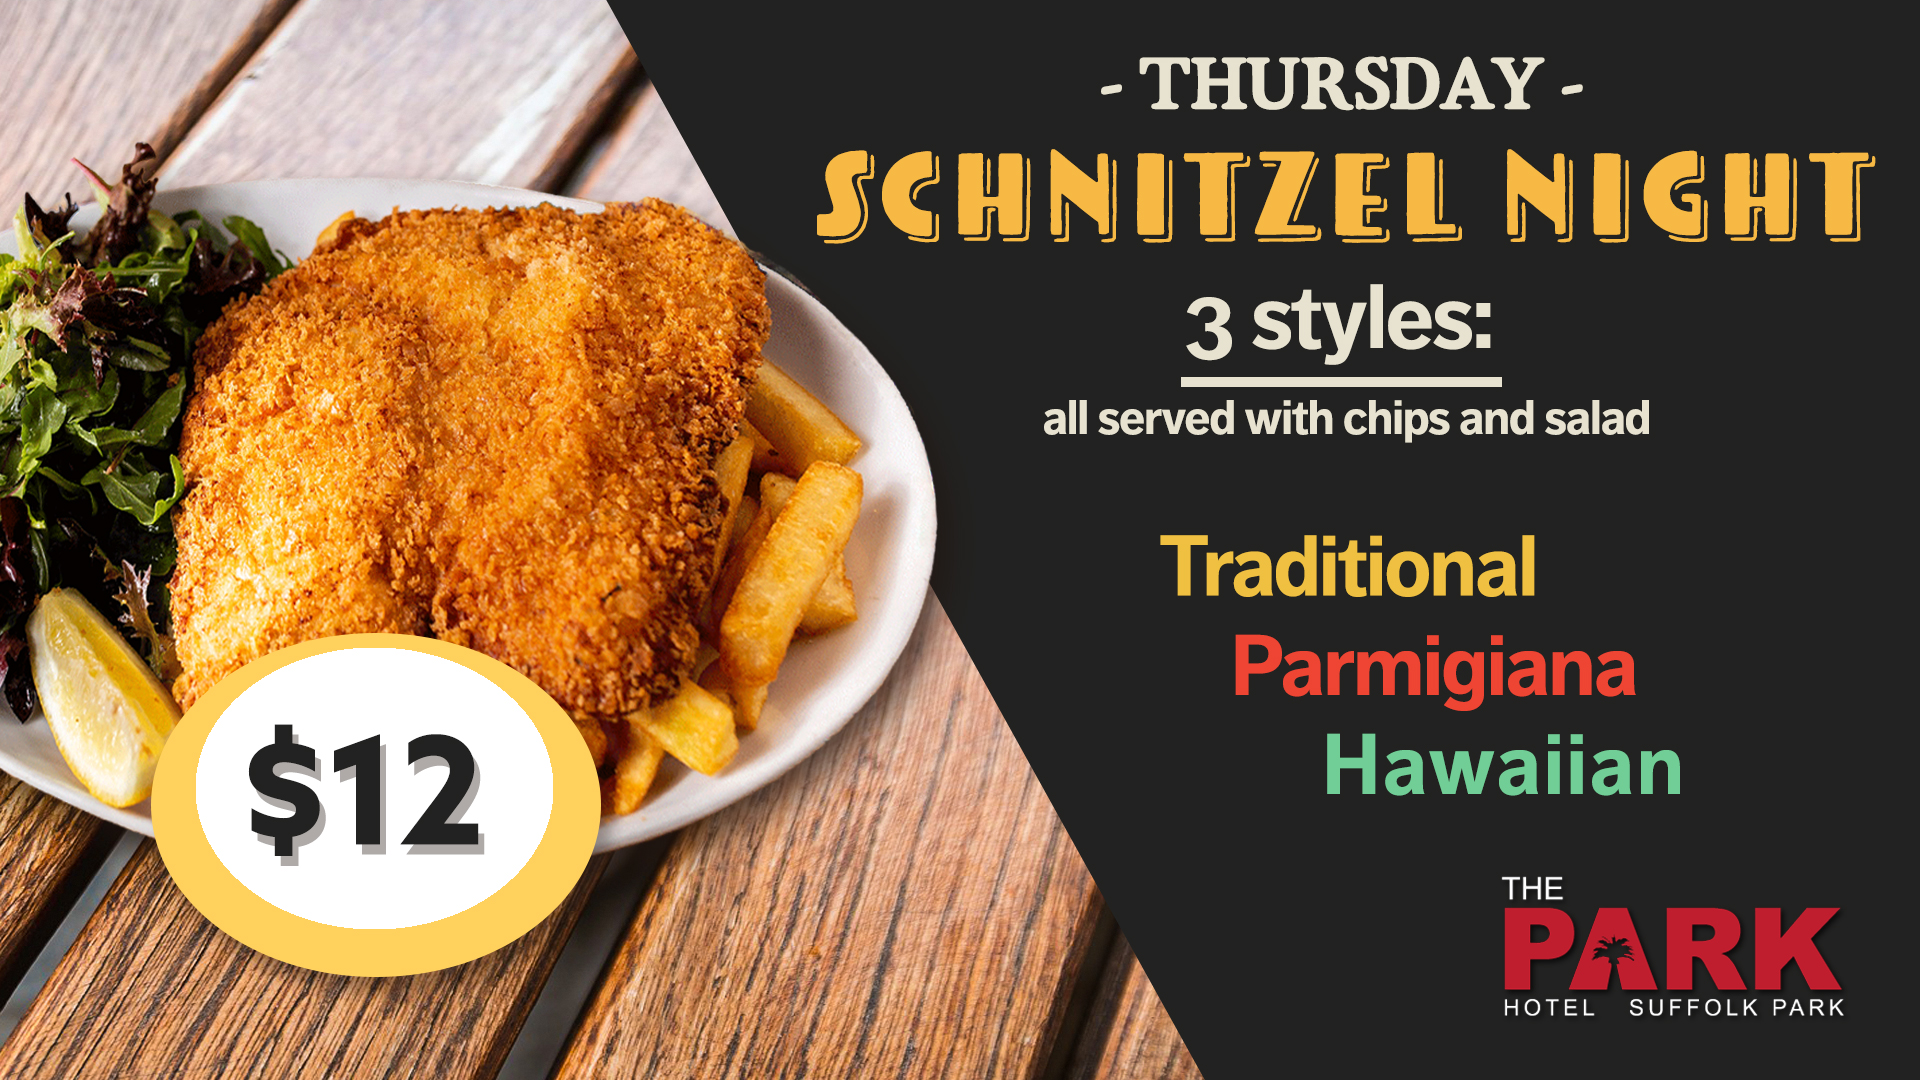 - THURSDAY -
SCHNITZEL NIGHT
3 styles:
all served with chips and salad
Traditional
Parmigiana
Hawaiian
$12
THE
PARK
HOTEL SUFFOLK PARK